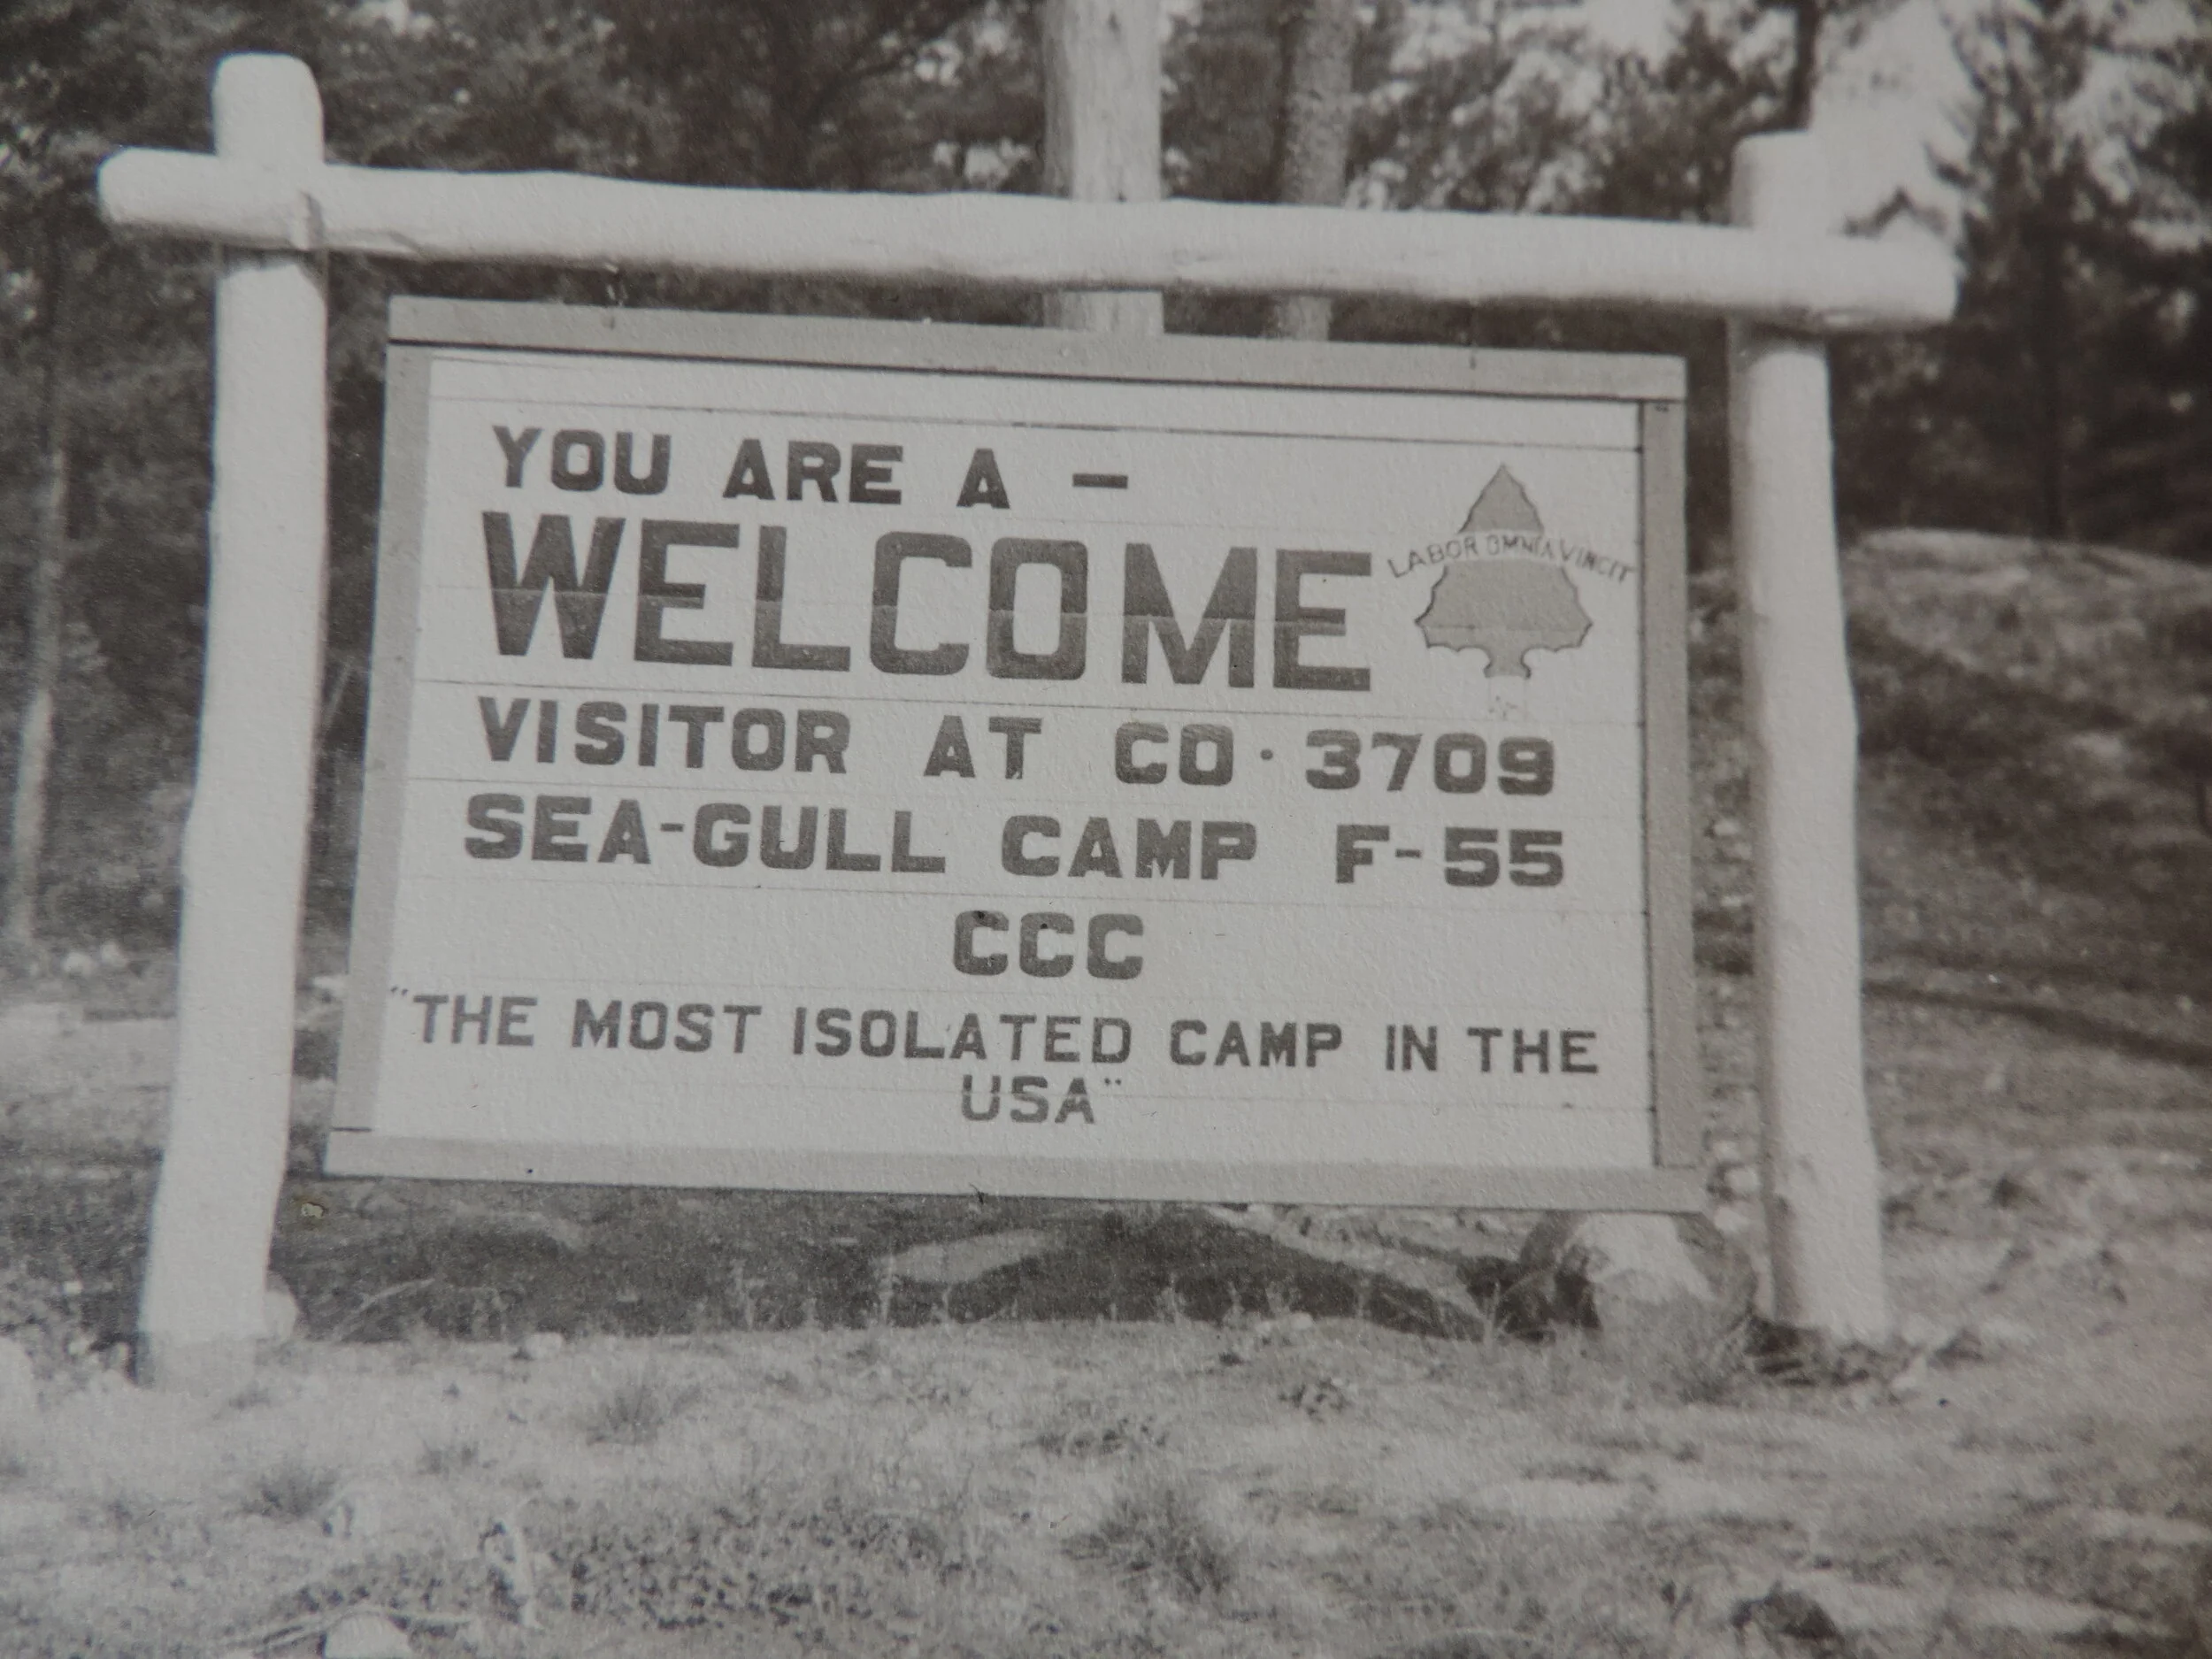 YOU ARE A -
WELCOME
LABOR OMNIA VINCIT
VISITOR AT CO. 3709
SEA-GULL CAMP F-55
CCC
"THE MOST ISOLATED CAMP IN THE
USA"